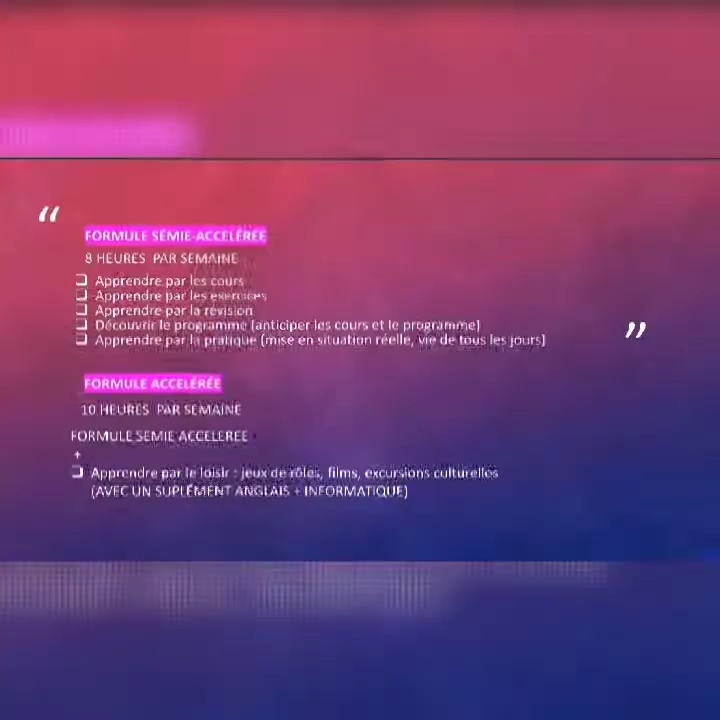 “
FORMULE SÉMIE-ACCELÉRÉE
8 HEURES PAR SEMAINE
❑ Apprendre par les cours
❑ Apprendre par les exercices
❑ Apprendre par la révision
❑ Découvrir le programme (anticiper les cours et le programme)
❑ Apprendre par la pratique (mise en situation réelle, vie de tous les jours)
”
FORMULE ACCELÉRÉE
10 HEURES PAR SEMAINE
FORMULE SEMIE ACCELEREE
+
❑ Apprendre par le loisir : jeux de rôles, films, excursions culturelles
(AVEC UN SUPLÉMENT ANGLAIS + INFORMATIQUE)